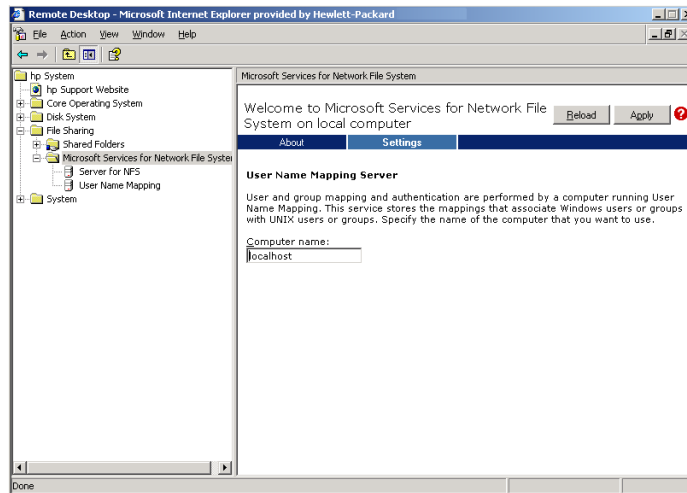 Remote Desktop - Microsoft Internet Explorer provided by Hewlett-Packard
File Action View Window Help
hp System
hp Support Website
Core Operating System
Disk System
File Sharing
Shared Folders
Microsoft Services for Network File Syster
Server for NFS
User Name Mapping
System
Microsoft Services for Network File System
Welcome to Microsoft Services for Network File
System on local computer
Reload Apply ?
About Settings
User Name Mapping Server
User and group mapping and authentication are performed by a computer running User
Name Mapping. This service stores the mappings that associate Windows users or groups
with UNIX users or groups. Specify the name of the computer that you want to use.
Computer name:
localhost
Done